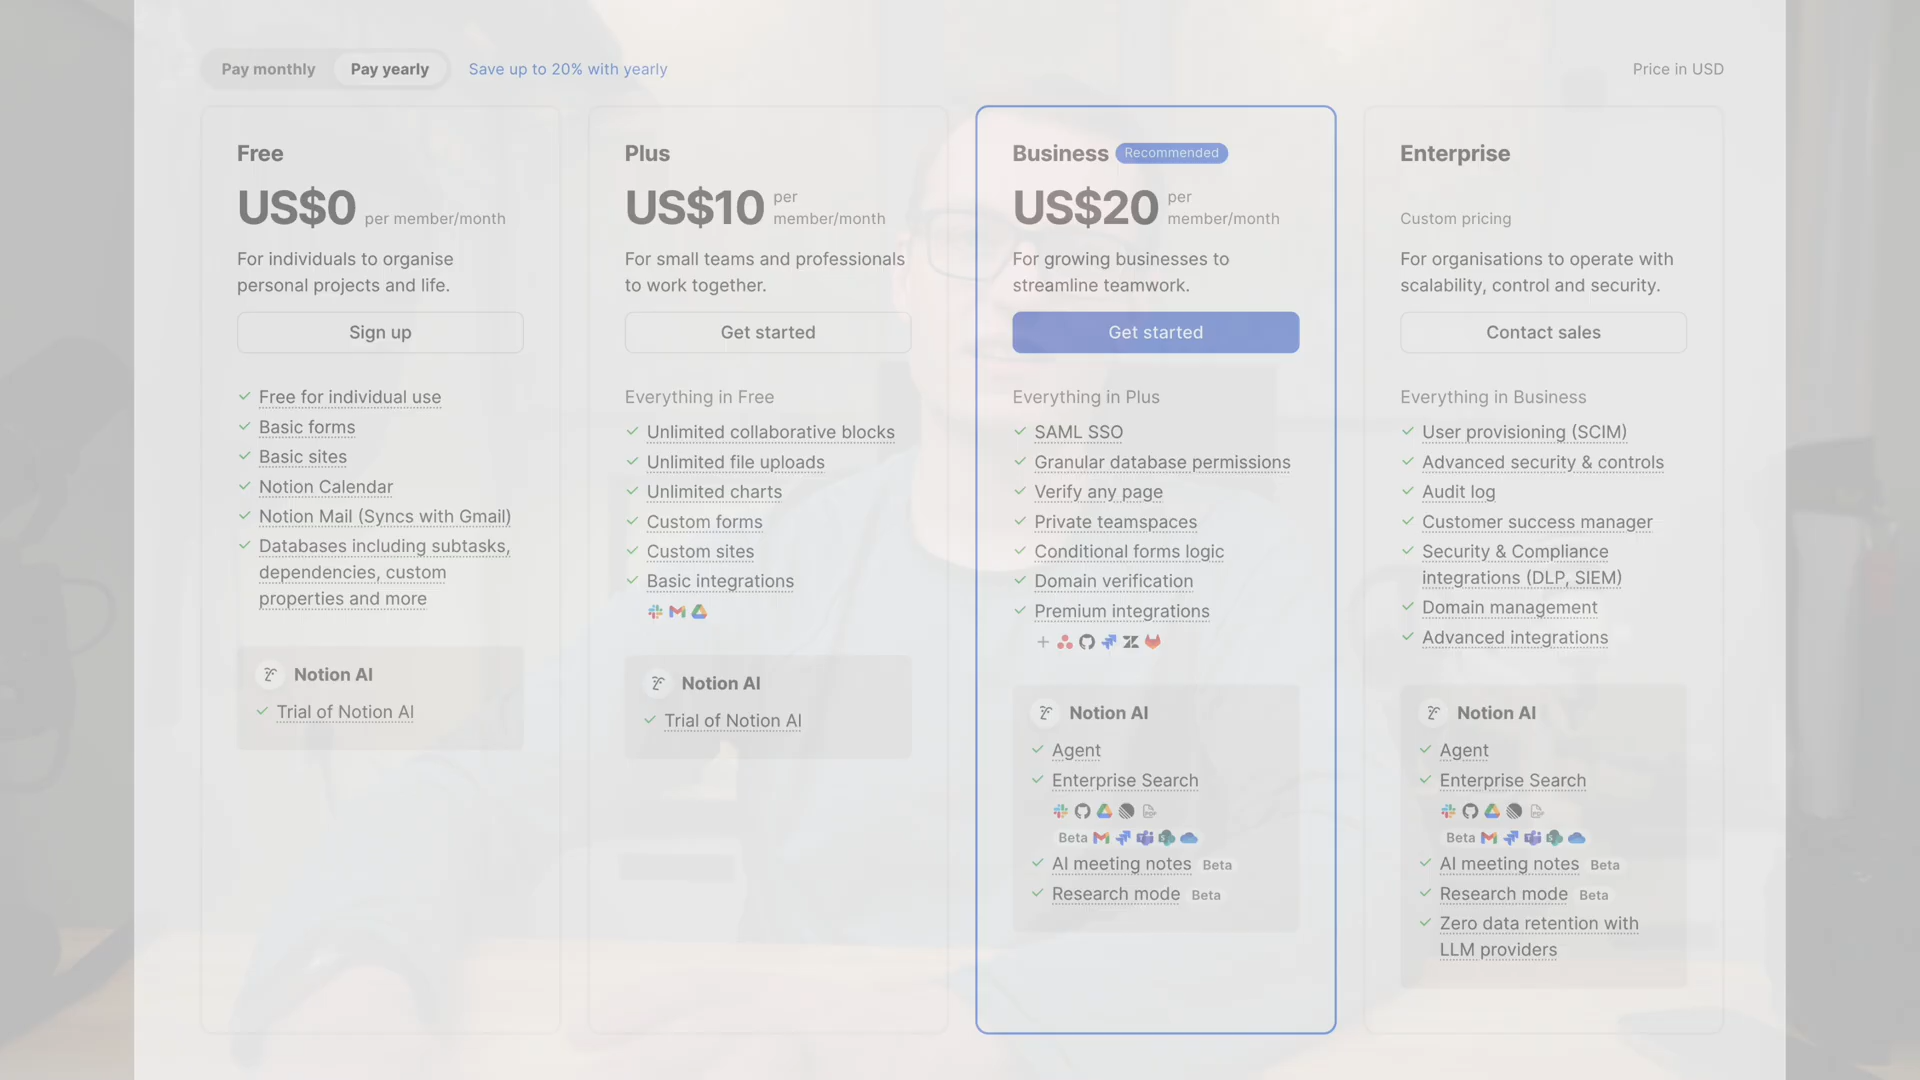 Pay monthly
Pay yearly
Save up to 20% with yearly
Price in USD
Free
US$0 per member/month
For individuals to organise
personal projects and life.
Sign up
Free for individual use
Basic forms
Basic sites
Notion Calendar
Notion Mail (Syncs with Gmail)
Databases including subtasks,
dependencies, custom
properties and more
Notion AI
Trial of Notion AI
Plus
US$10 per
member/month
For small teams and professionals
to work together.
Get started
Everything in Free
Unlimited collaborative blocks
Unlimited file uploads
Unlimited charts
Custom forms
Custom sites
Basic integrations
Notion AI
Trial of Notion AI
Business Recommended
US$20 per
member/month
For growing businesses to
streamline teamwork.
Get started
Everything in Plus
SAML SSO
Granular database permissions
Verify any page
Private teamspaces
Conditional forms logic
Domain verification
Premium integrations
Notion AI
Agent
Enterprise Search
Beta
AI meeting notes Beta
Research mode Beta
Enterprise
Custom pricing
For organisations to operate with
scalability, control and security.
Contact sales
Everything in Business
User provisioning (SCIM)
Advanced security & controls
Audit log
Customer success manager
Security & Compliance
integrations (DLP, SIEM)
Domain management
Advanced integrations
Notion AI
Agent
Enterprise Search
Beta
AI meeting notes Beta
Research mode Beta
Zero data retention with
LLM providers